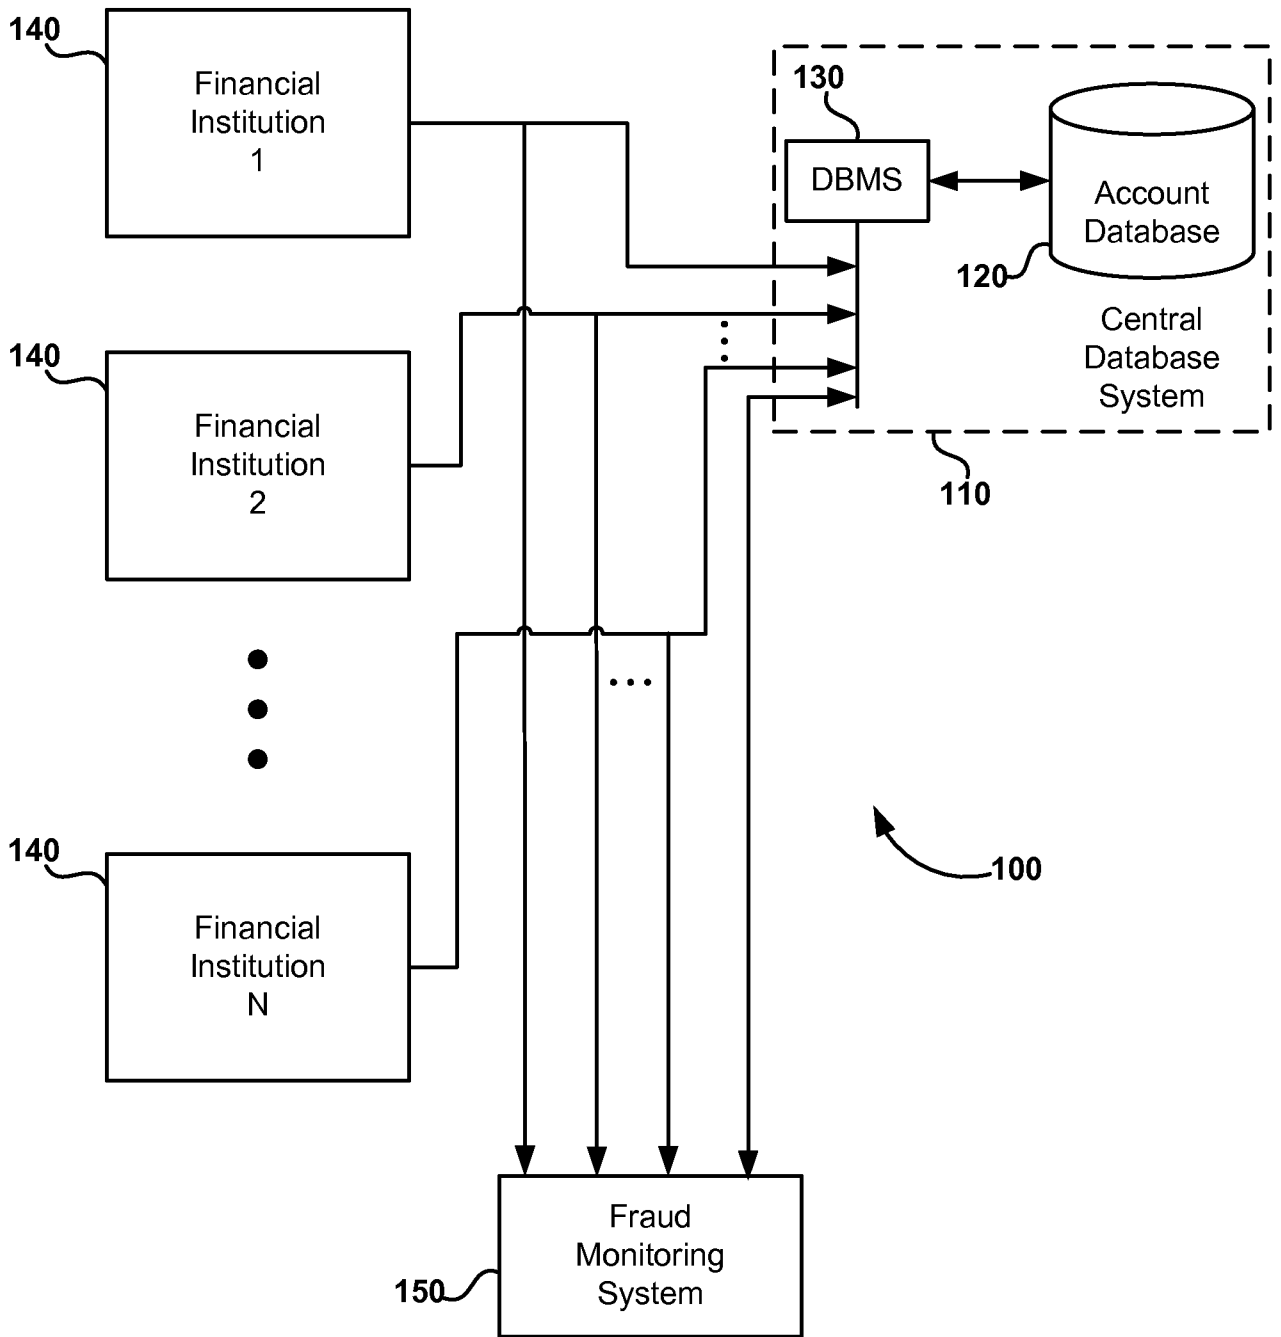 140
Financial
Institution
1
130
DBMS
Account
Database
120
Central
Database
System
110
140
Financial
Institution
2
140
Financial
Institution
N
100
Fraud
Monitoring
System
150